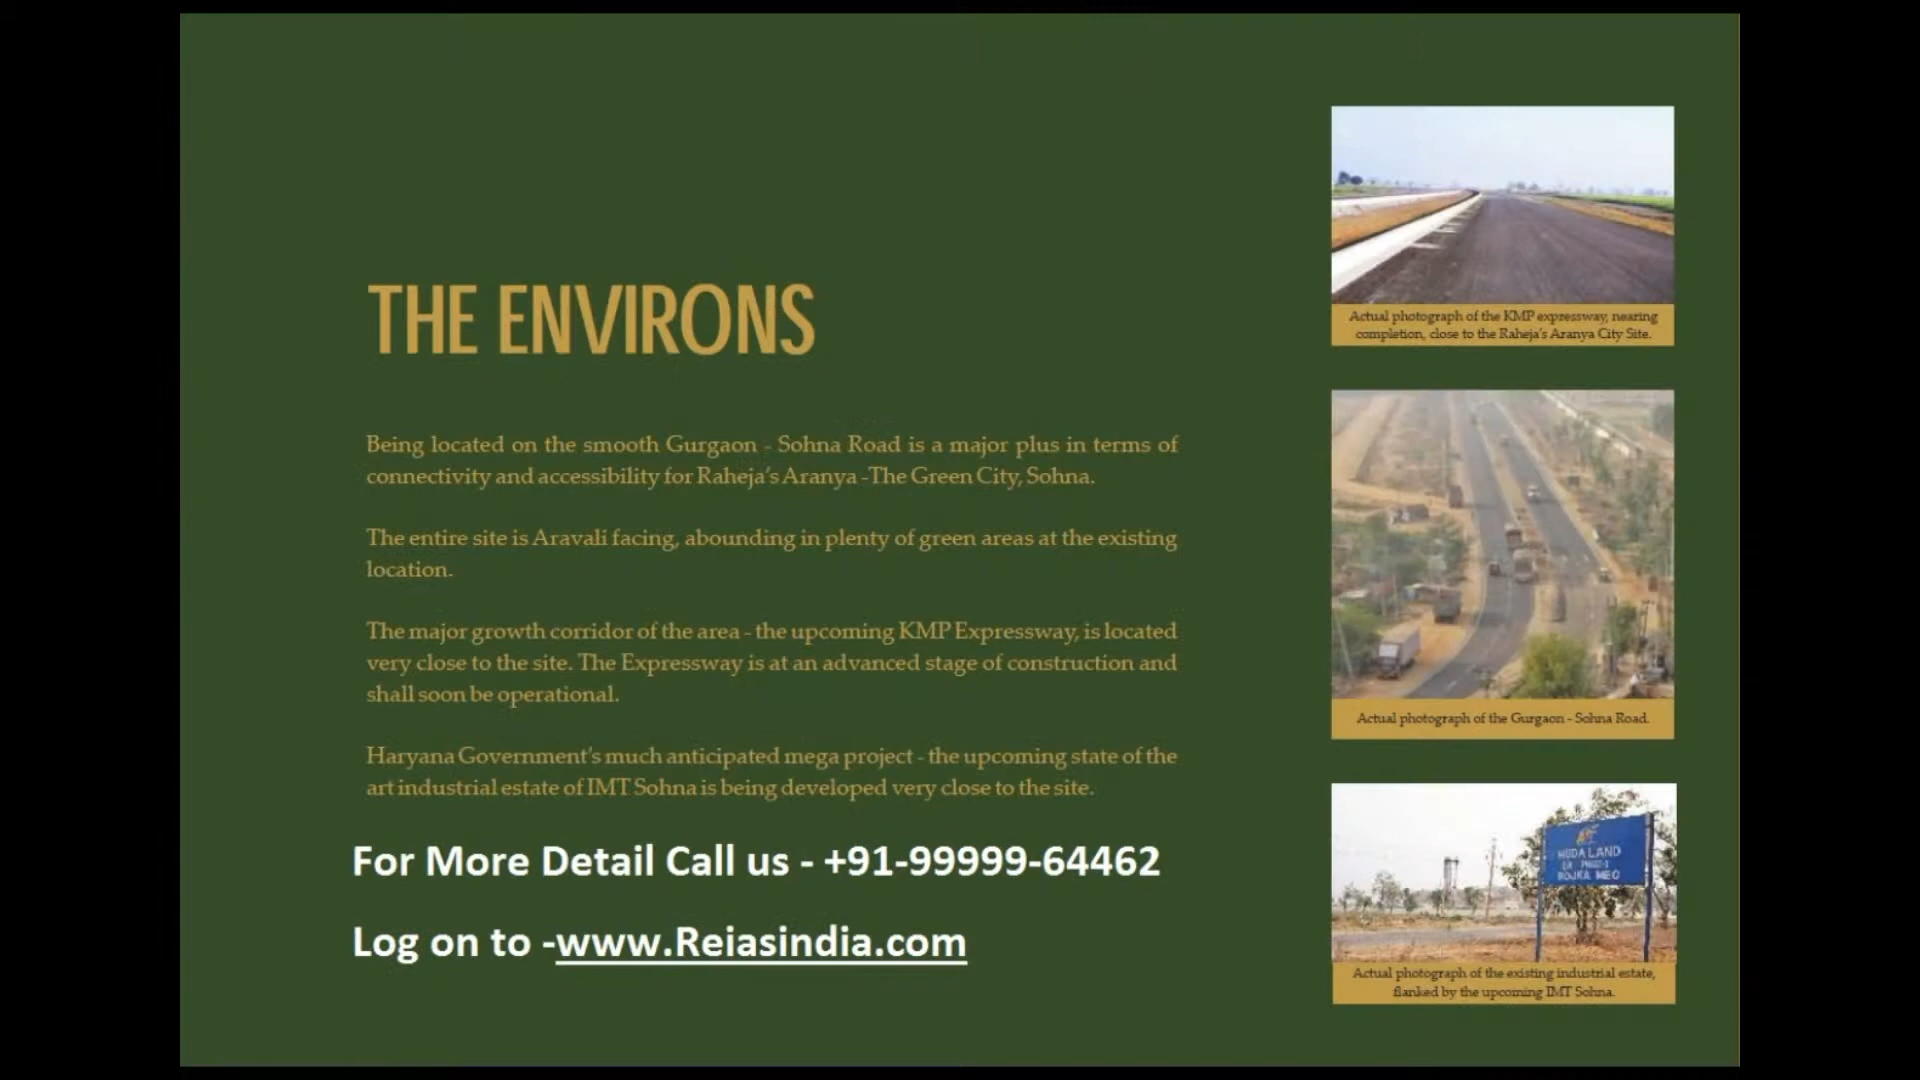 THE ENVIRONS
Being located on the smooth Gurgaon - Sohna Road is a major plus in terms of
connectivity and accessibility for Raheja's Aranya -The Green City, Sohna.
The entire site is Aravali facing, abounding in plenty of green areas at the existing
location.
The major growth corridor of the area - the upcoming KMP Expressway, is located
very close to the site. The Expressway is at an advanced stage of construction and
shall soon be operational.
Haryana Government's much anticipated mega project - the upcoming state of the
art industrial estate of IMT Sohna is being developed very close to the site.
For More Detail Call us - +91-99999-64462
Log on to -www.Reiasindia.com
Actual photograph of the KMP expressway, nearing
completion, close to the Raheja's Aranya City Site.
Actual photograph of the Gurgaon - Sohna Road.
HUDA LAND
ROJKA MEO
Actual photograph of the existing industrial estate,
flanked by the upcoming IMT Sohna.